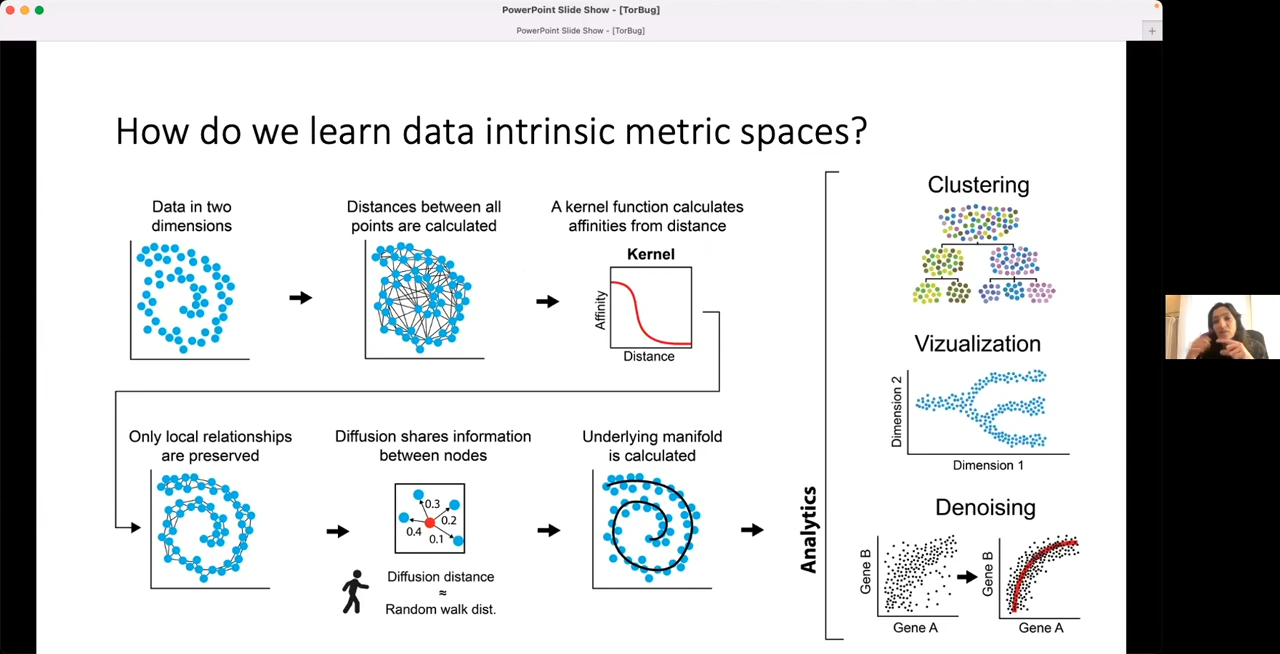 PowerPoint Slide Show - [TorBug]
PowerPoint Slide Show - [TorBug]
+
How do we learn data intrinsic metric spaces?
Data in two
dimensions
Distances between all
points are calculated
A kernel function calculates
affinities from distance
Kernel
Affinity
Distance
Only local relationships
are preserved
Diffusion shares information
between nodes
0.3
0.2
0.4
0.1
Diffusion distance
≈
Random walk dist.
Underlying manifold
is calculated
Analytics
Clustering
Vizualization
Dimension 2
Dimension 1
Denoising
Gene B
Gene A
Gene B
Gene A